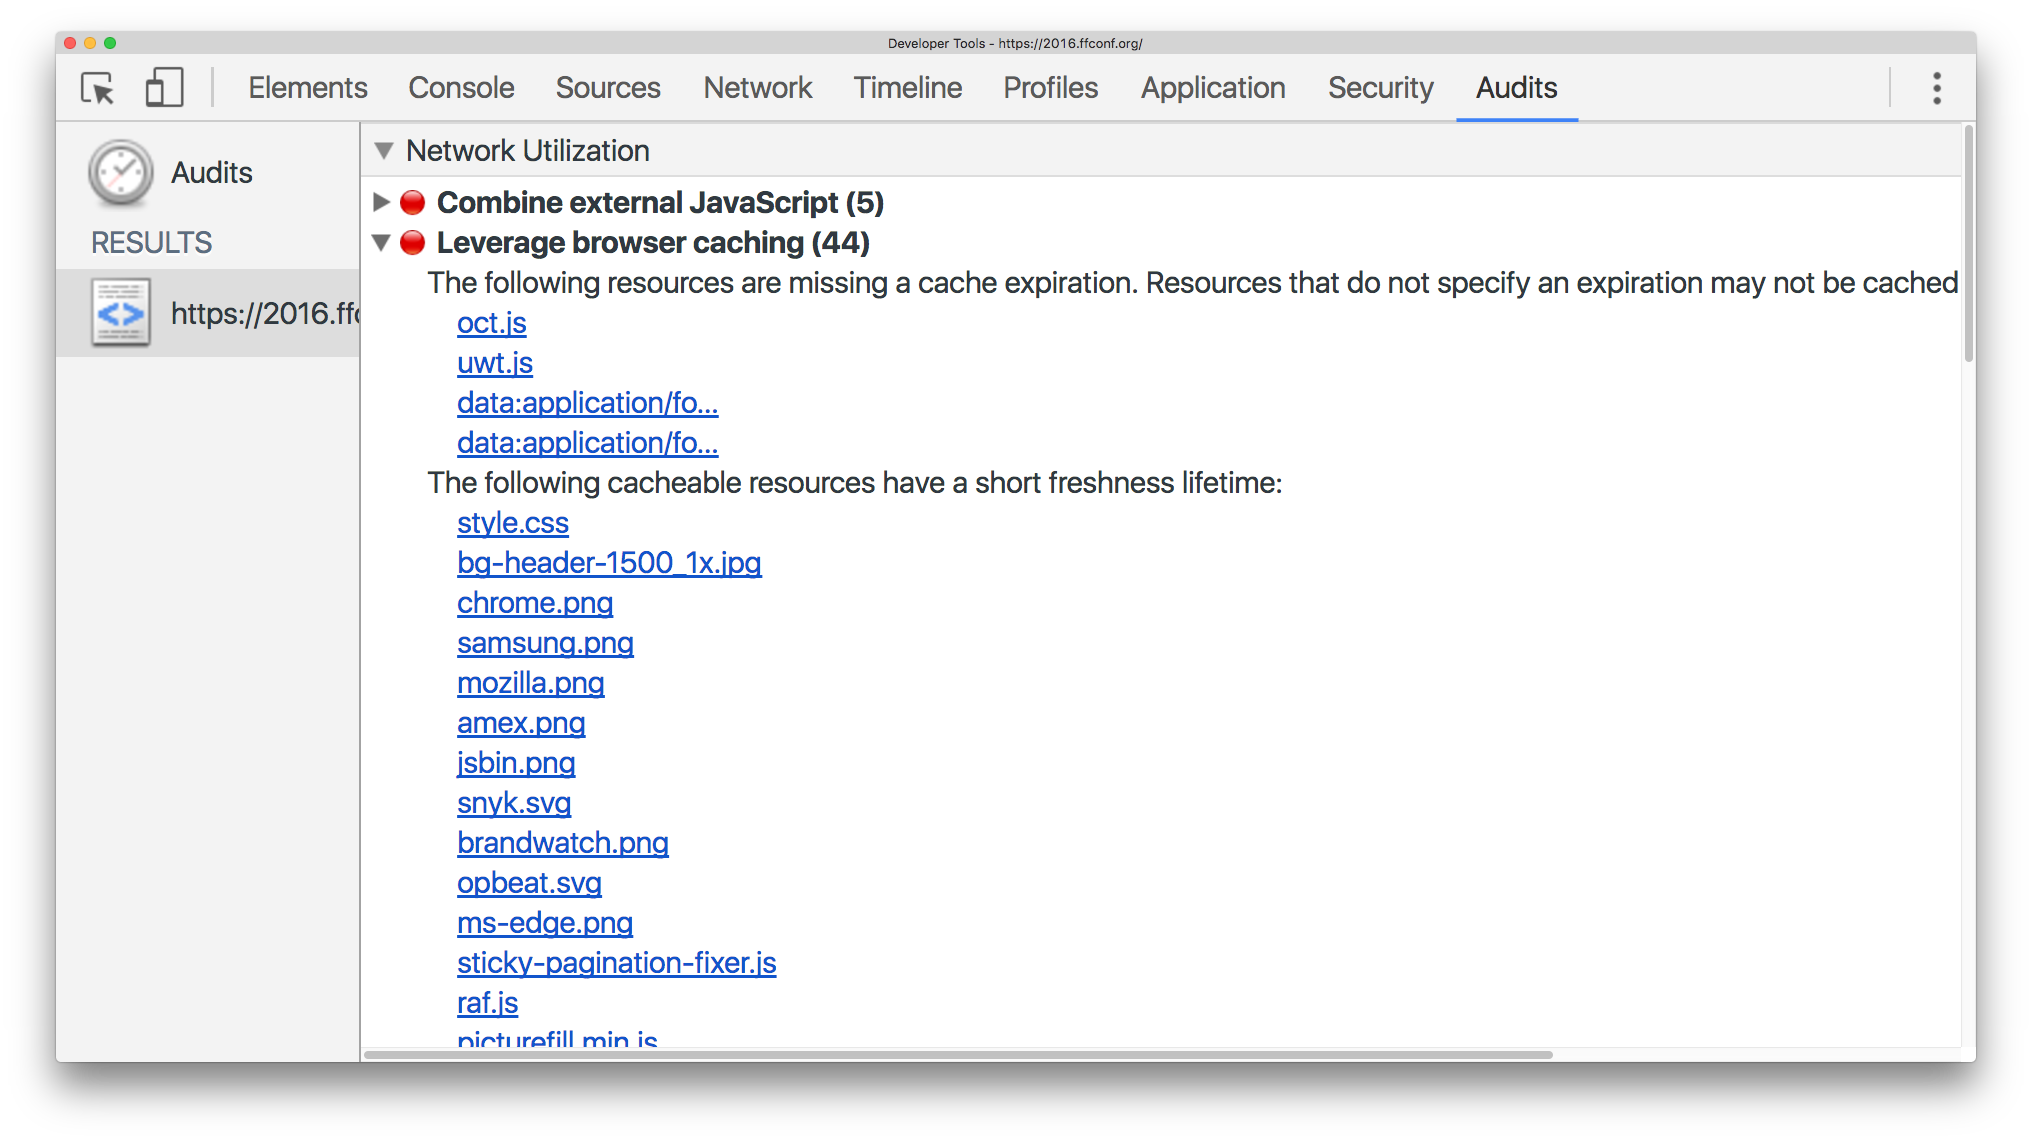 Developer Tools - https://2016.ffconf.org/
Elements Console Sources Network Timeline Profiles Application Security Audits
Audits
RESULTS
https://2016.ffc
Network Utilization
Combine external JavaScript (5)
Leverage browser caching (44)
The following resources are missing a cache expiration. Resources that do not specify an expiration may not be cached
oct.js
uwt.js
data:application/fo...
data:application/fo...
The following cacheable resources have a short freshness lifetime:
style.css
bg-header-1500_1x.jpg
chrome.png
samsung.png
mozilla.png
amex.png
jsbin.png
snyk.svg
brandwatch.png
opbeat.svg
ms-edge.png
sticky-pagination-fixer.js
raf.js
picturefill.min.js